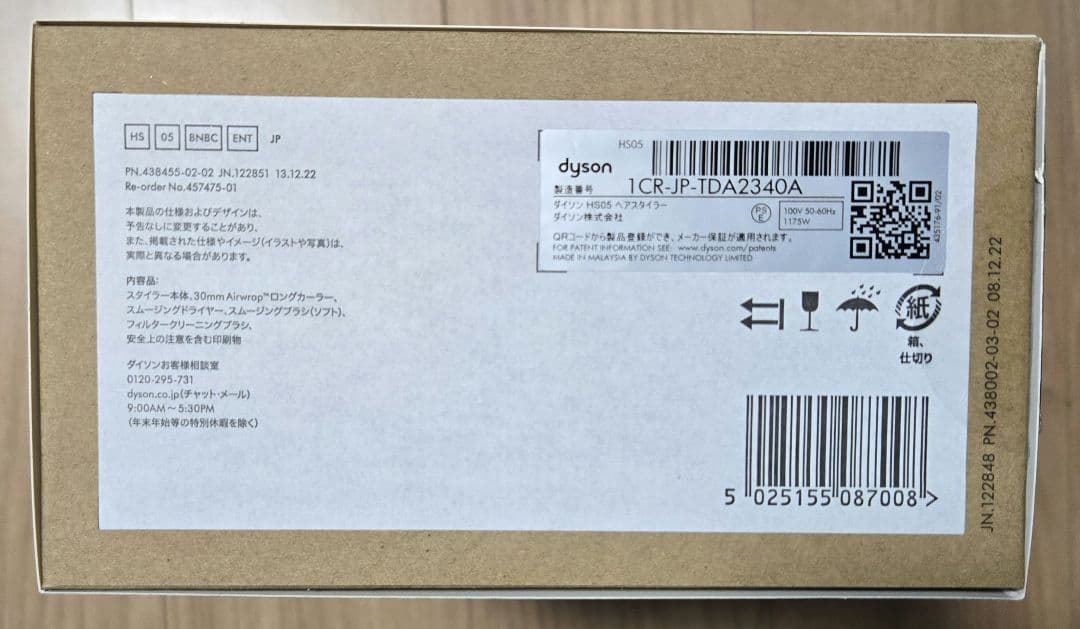 HS 05 BNBC ENT JP
PN.438455-02-02 JN.122851 13.12.22
Re-order No.457475-01
本製品の仕様およびデザインは、
予告なしに変更することがあり、
また、掲載された仕様やイメージ(イラストや写真)は、
実際と異なる場合があります。
内容品:
スタイラー本体、30mm Airwrap™ロングカーラー、
スムージングドライヤー、スムージングブラシ(ソフト)、
フィルタークリーニングブラシ、
安全上の注意を含む印刷物
ダイソンお客様相談室
0120-295-731
dyson.co.jp(チャット・メール)
9:00AM～5:30PM
(年末年始等の特別休暇を除く)
HS05
dyson
製造番号 1CR-JP-TDA2340A
ダイソン HS05 ヘアスタイラー
ダイソン株式会社
PS E
100V 50-60Hz
1175W
QRコードから製品登録ができ、メーカー保証が適用されます。
FOR PATENT INFORMATION SEE: www.dyson.com/patents
MADE IN MALAYSIA BY DYSON TECHNOLOGY LIMITED
435176-91/02
紙
箱、
仕切り
5 025155 087008 >
JN.122848 PN.438002-03-02 08.12.22